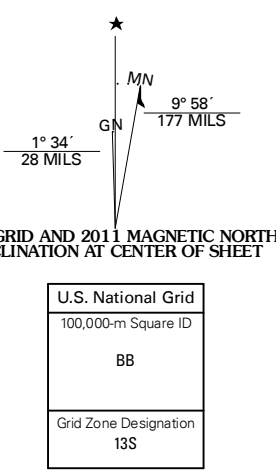 MN
GN
9° 58´
177 MILS
1° 34´
28 MILS
GRID AND 2011 MAGNETIC NORTH
CLINATION AT CENTER OF SHEET
U.S. National Grid
100,000-m Square ID
BB
Grid Zone Designation
13S